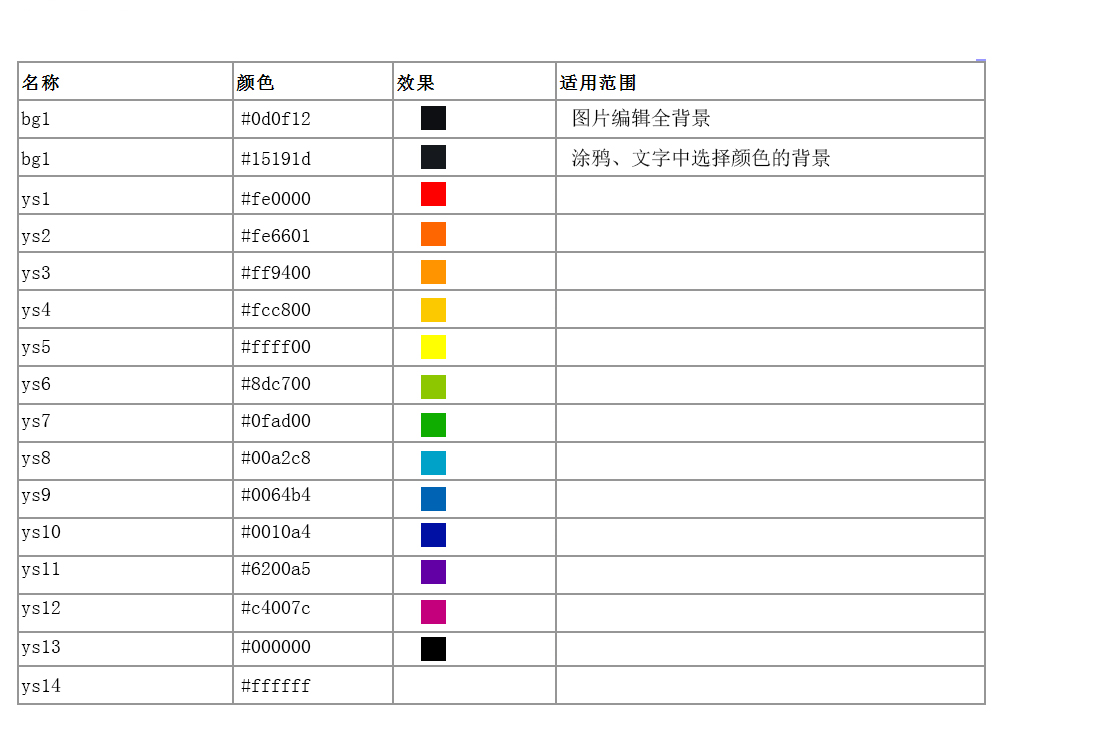 名称 颜色 效果 适用范围
bg1 #0d0f12 图片编辑全背景
bg1 #15191d 涂鸦、文字中选择颜色的背景
ys1 #fe0000
ys2 #fe6601
ys3 #ff9400
ys4 #fcc800
ys5 #ffff00
ys6 #8dc700
ys7 #0fad00
ys8 #00a2c8
ys9 #0064b4
ys10 #0010a4
ys11 #6200a5
ys12 #c4007c
ys13 #000000
ys14 #ffffff